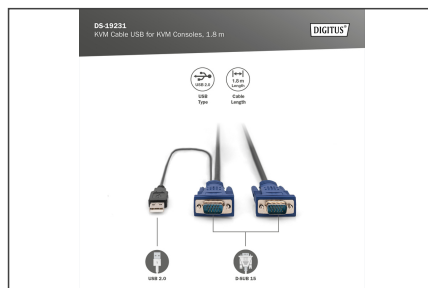 DS-19231
KVM Cable USB for KVM Consoles, 1.8 m
DIGITUS®
USB 2.0
1.8 m
Length
USB
Type
Cable
Length
USB 2.0
D-SUB 15